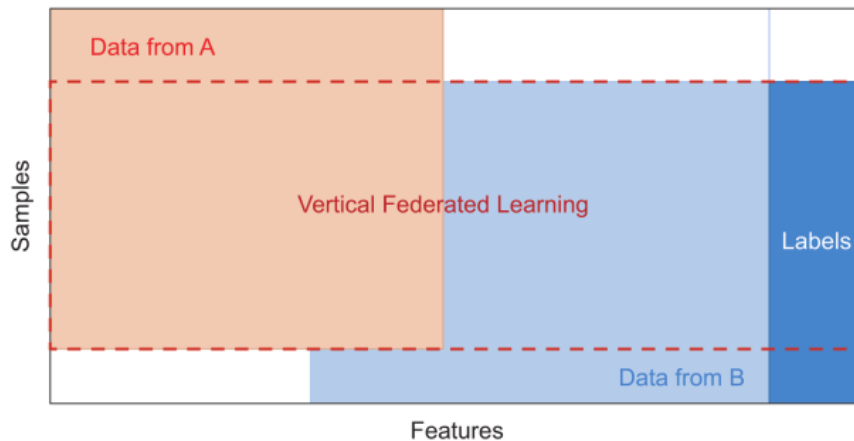 Data from A
Samples
Vertical Federated Learning
Labels
Data from B
Features